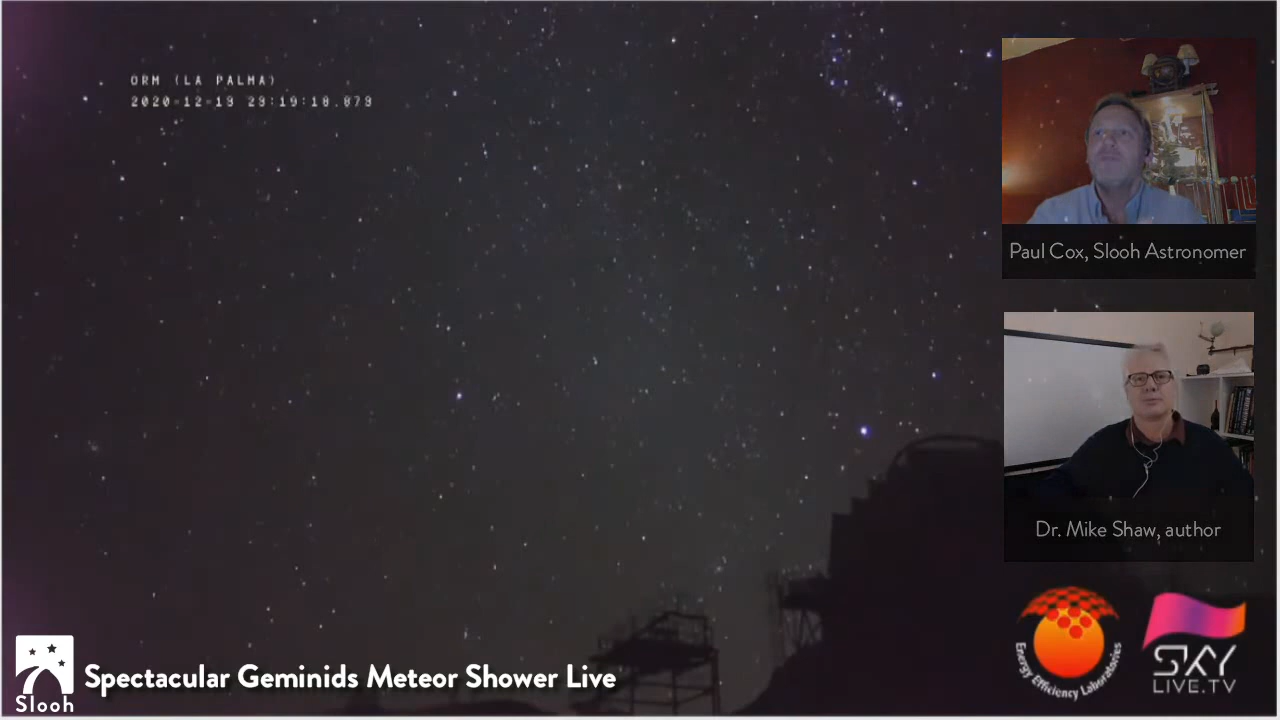 ORM (LA PALMA)
2020-12-13 23:19:18.873
Paul Cox, Slooh Astronomer
Dr. Mike Shaw, author
Energy Efficiency Laboratories
SKY
LIVE.TV
Slooh
Spectacular Geminids Meteor Shower Live